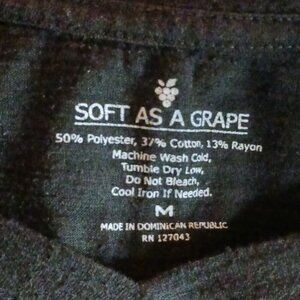 SOFT AS A GRAPE
50% Polyester, 37% Cotton, 13% Rayon
Machine Wash Cold,
Tumble Dry Low,
Do Not Bleach,
Cool Iron If Needed.
M
MADE IN DOMINICAN REPUBLIC
RN 127043